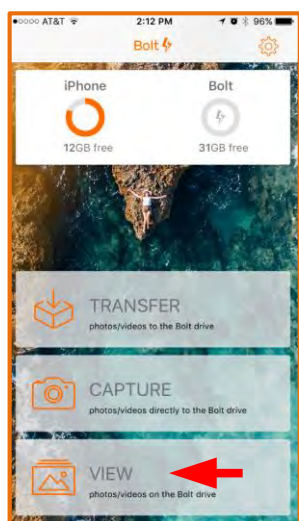 AT&T 2:12 PM 96%
Bolt
iPhone Bolt
12GB free 31GB free
TRANSFER
photos/videos to the Bolt drive
CAPTURE
photos/videos directly to the Bolt drive
VIEW
photos/videos on the Bolt drive